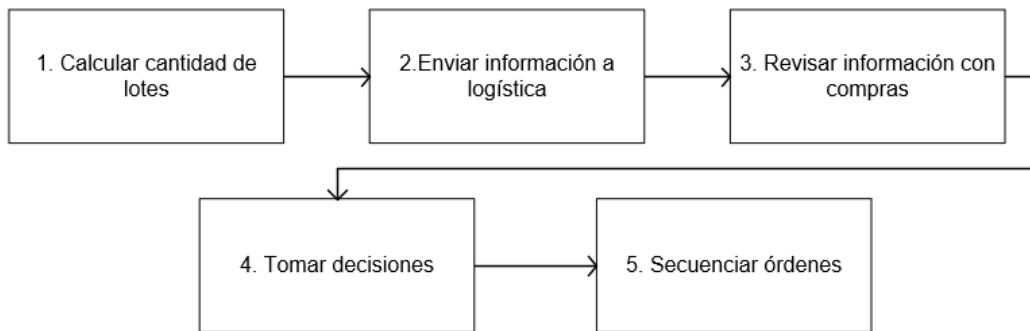 1. Calcular cantidad de
lotes
2.Enviar información a
logística
3. Revisar información con
compras
4. Tomar decisiones
5. Secuenciar órdenes